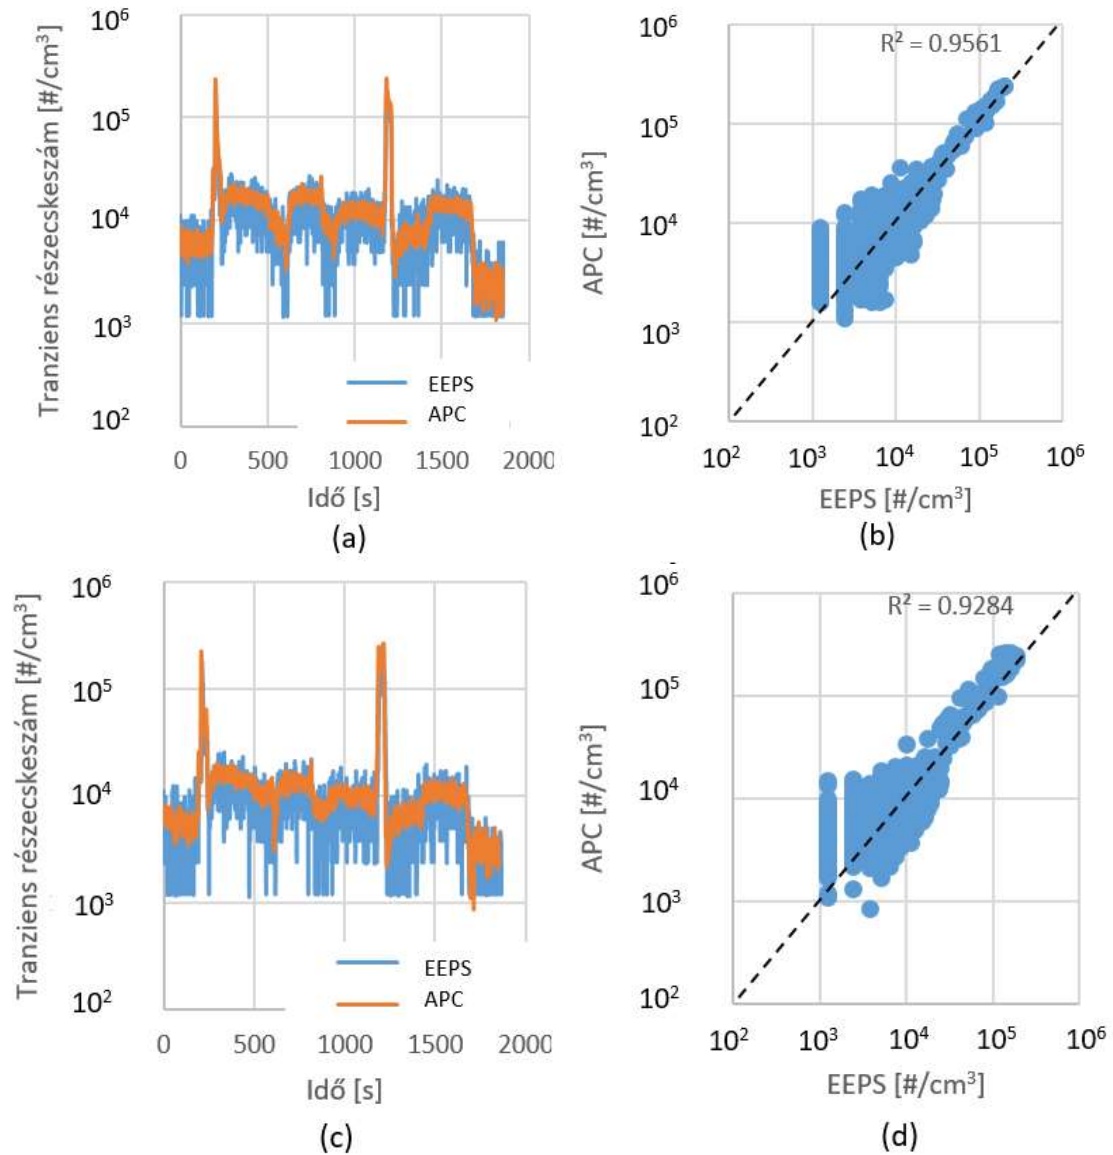 Tranziens részecskeszám [#/cm³]
10⁶
10⁵
10⁴
10³
10²
EEPS
APC
0 500 1000 1500 2000
Idő [s]
(a)
APC [#/cm³]
10⁶
10⁵
10⁴
10³
10²
R² = 0.9561
10² 10³ 10⁴ 10⁵ 10⁶
EEPS [#/cm³]
(b)
Tranziens részecskeszám [#/cm³]
10⁶
10⁵
10⁴
10³
10²
EEPS
APC
0 500 1000 1500 2000
Idő [s]
(c)
APC [#/cm³]
10⁶
10⁵
10⁴
10³
10²
R² = 0.9284
10² 10³ 10⁴ 10⁵ 10⁶
EEPS [#/cm³]
(d)